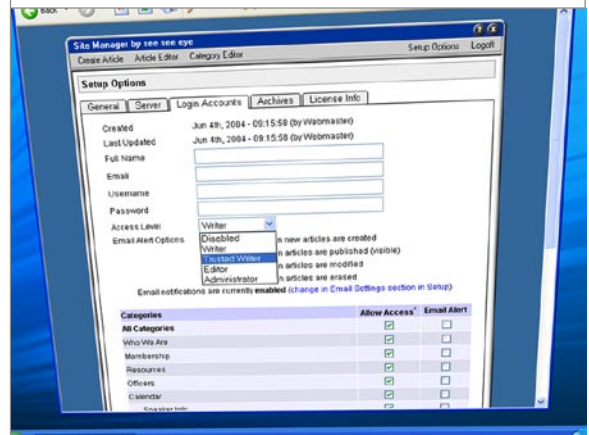 Back
Site Manager by see see eye
Create Article Article Editor Category Editor Setup Options Logoff
Setup Options
General Server Login Accounts Archives License Info
Created Jun 4th, 2004 - 09:15:58 (by Webmaster)
Last Updated Jun 4th, 2004 - 09:15:58 (by Webmaster)
Full Name
Email
Username
Password
Access Level Writer
Email Alert Options Disabled n new articles are created
Writer n articles are published (visible)
Trusted Writer n articles are modified
Editor n articles are erased
Administrator
Email notifications are currently enabled (change in Email Settings section in Setup)
Categories Allow Access* Email Alert
All Categories
Who We Are
Membership
Resources
Officers
Calendar
Speaker Info